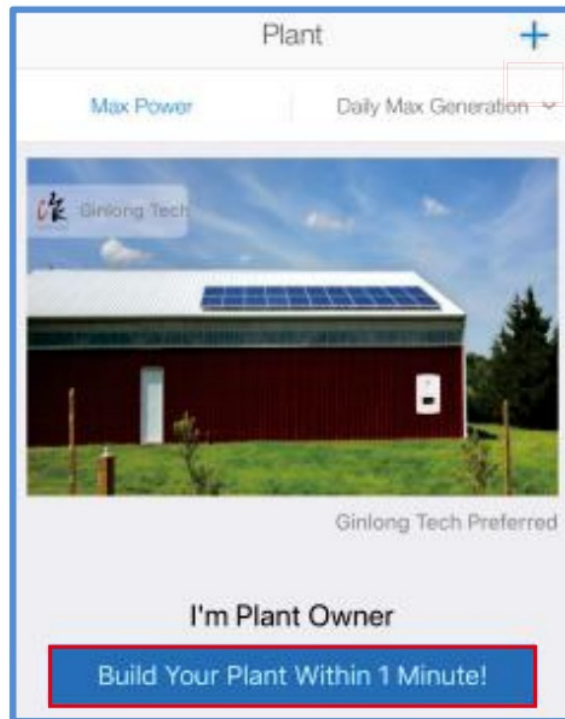 Plant +
Max Power Daily Max Generation
Ginlong Tech
Ginlong Tech Preferred
I'm Plant Owner
Build Your Plant Within 1 Minute!